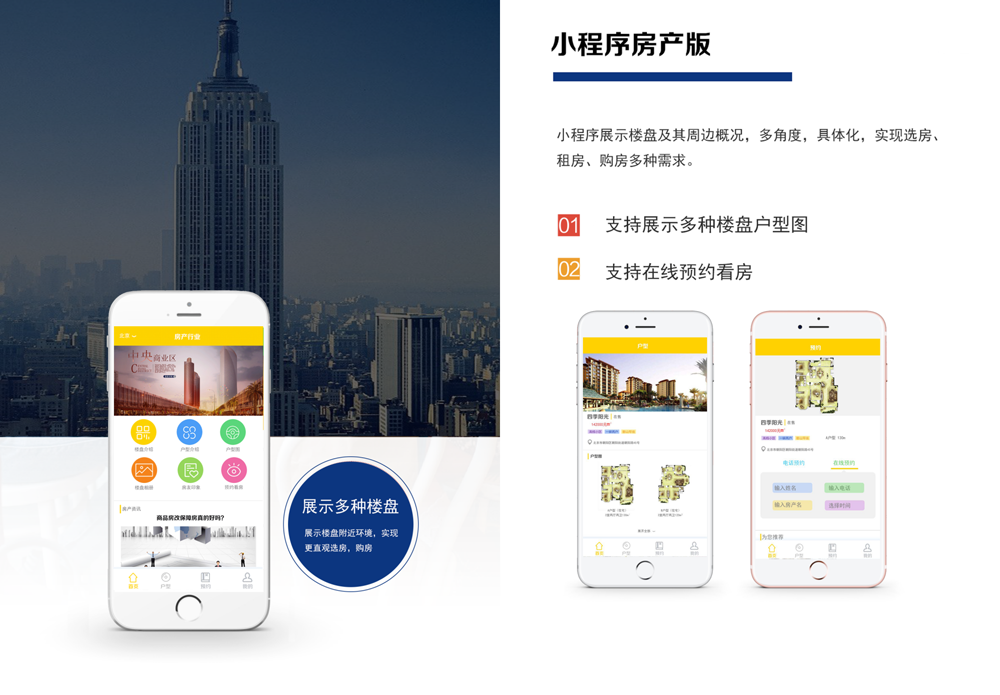 小程序房产版
小程序展示楼盘及其周边概况，多角度，具体化，实现选房、
租房、购房多种需求。
01 支持展示多种楼盘户型图
02 支持在线预约看房
房产行业
中央商业区
楼盘介绍 户型介绍 户型图
楼盘相册 房友印象 预约看房
房产资讯
商品房改保障房真的好吗?
首页 户型 预约
展示多种楼盘
展示楼盘附近环境，实现
更直观选房，购房
户型
四季阳光 在售
户型图
首页 户型 预约 我的
预约
四季阳光 在售
电话预约 在线预约
输入姓名 输入电话
输入房产名 选择时间
为您推荐
首页 户型 预约 我的